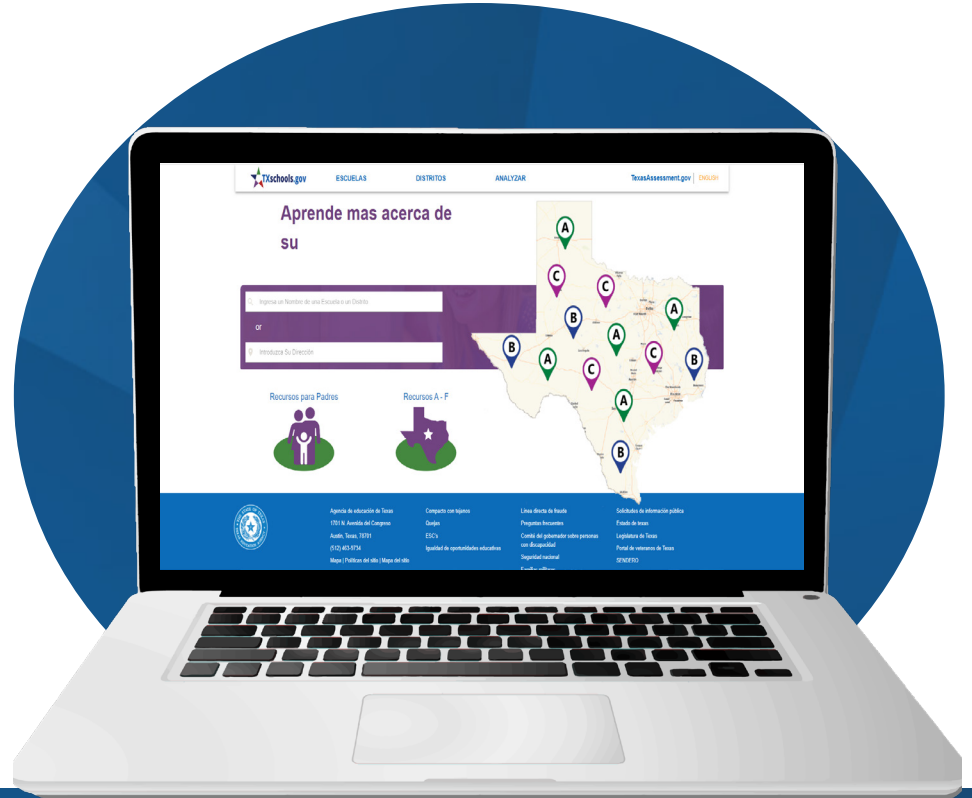 TXschools.gov
ESCUELAS
DISTRITOS
ANALYZAR
TexasAssessment.gov
ENGLISH
Aprende mas acerca de
su
Ingresa un Nombre de una Escuela o un Distrito
or
Introduzca Su Dirección
Recursos para Padres
Recursos A - F
A
C
C
A
B
A
B
C
B
A
C
A
B
Agencia de educación de Texas
1701 N. Avenida del Congreso
Austin, Texas, 78701
(512) 463-9734
Mapa | Políticas del sitio | Mapa del sitio
Compacto con tejanos
Quejas
ESC's
Igualdad de oportunidades educativas
Línea directa de fraude
Preguntas frecuentes
Comité del gobernador sobre personas
con discapacidad
Seguridad nacional
Solicitudes de información pública
Estado de texas
Legislatura de Texas
Portal de veteranos de Texas
SENDERO